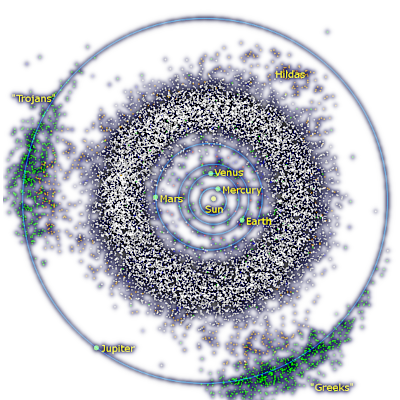 Hildas
"Trojans"
Venus
Mercury
Mars
Sun
Earth
Jupiter
"Greeks"